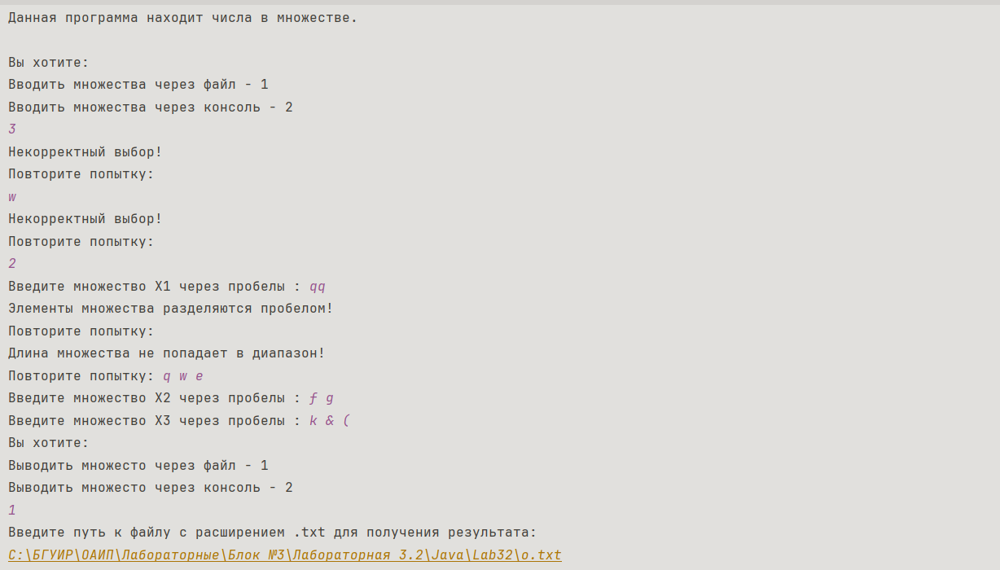 Данная программа находит числа в множестве.
Вы хотите:
Вводить множества через файл - 1
Вводить множества через консоль - 2
3
Некорректный выбор!
Повторите попытку:
w
Некорректный выбор!
Повторите попытку:
2
Введите множество X1 через пробелы : qq
Элементы множества разделяются пробелом!
Повторите попытку:
Длина множества не попадает в диапазон!
Повторите попытку: q w e
Введите множество X2 через пробелы : f g
Введите множество X3 через пробелы : k & (
Вы хотите:
Выводить множесто через файл - 1
Выводить множесто через консоль - 2
1
Введите путь к файлу с расширением .txt для получения результата:
C:\БГУИР\ОАИП\Лабораторные\Блок №3\Лабораторная 3.2\Java\Lab32\o.txt